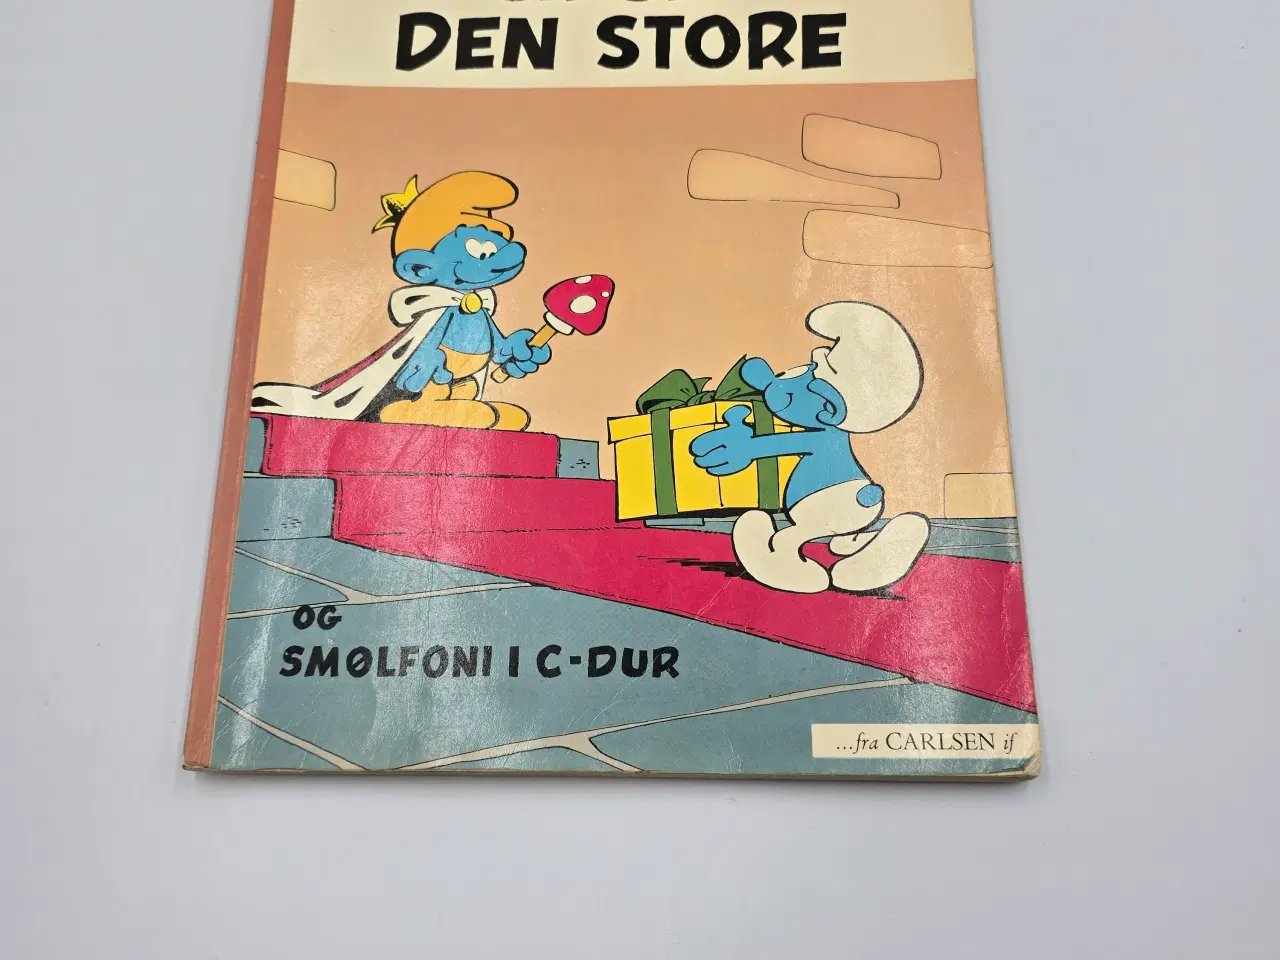 DEN STORE
OG
SMØLFONI I C-DUR
...fra CARLSEN if